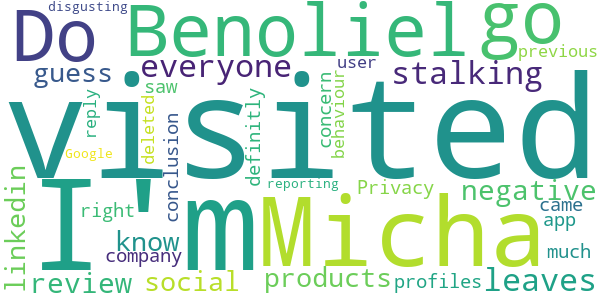 disgusting
Do Benoliel go
previous
guess everyone user stalking
saw
visited
reply deleted concern behaviour
Google conclusion definitly
I'm Micha
reporting
linkedin right Privacy negative
know came
app
company much
review social products profiles leaves